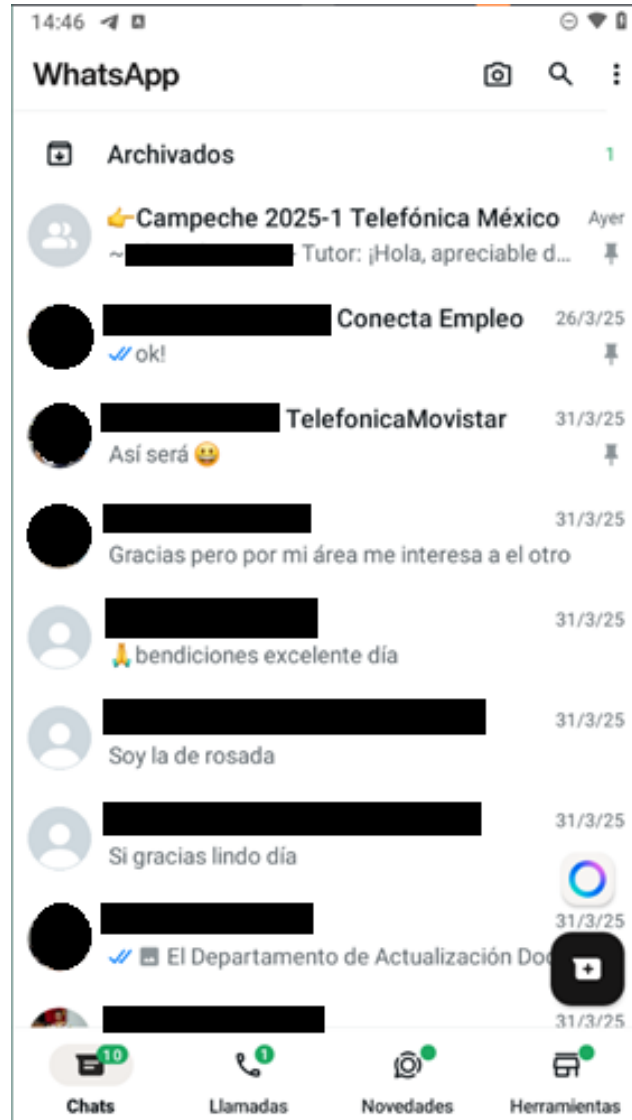 14:46
WhatsApp
Archivados 1
👉Campeche 2025-1 Telefónica México Ayer
~ Tutor: ¡Hola, apreciable d...
Conecta Empleo 26/3/25
ok!
TelefonicaMovistar 31/3/25
Así será 😀
31/3/25
Gracias pero por mi área me interesa a el otro
31/3/25
🙏bendiciones excelente día
31/3/25
Soy la de rosada
31/3/25
Si gracias lindo día
31/3/25
El Departamento de Actualización Doc
31/3/25
10 1
Chats Llamadas Novedades Herramientas